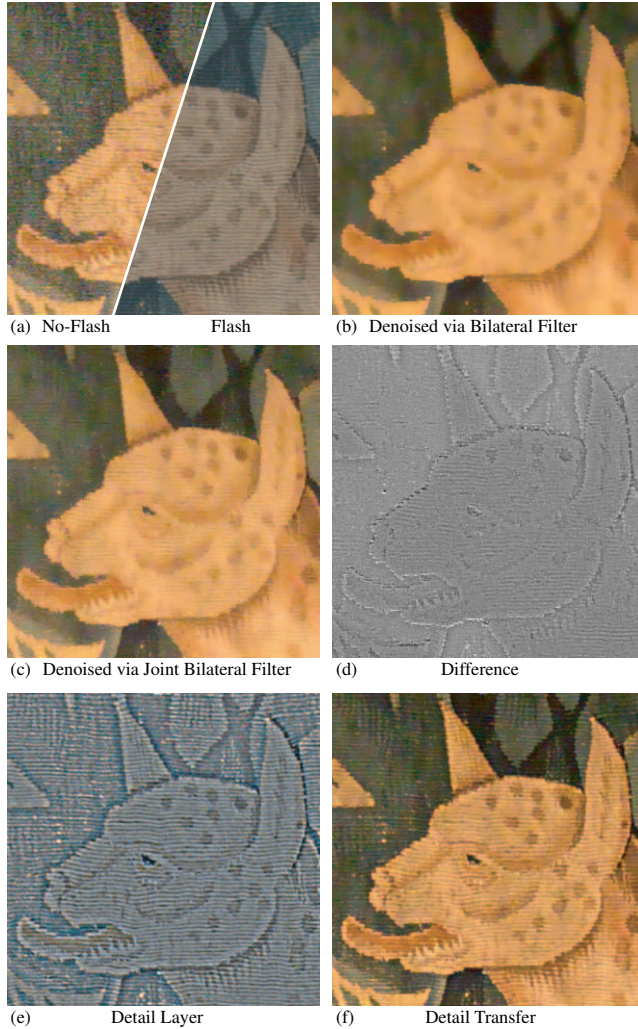 (a) No-Flash Flash
(b) Denoised via Bilateral Filter
(c) Denoised via Joint Bilateral Filter
(d) Difference
(e) Detail Layer
(f) Detail Transfer